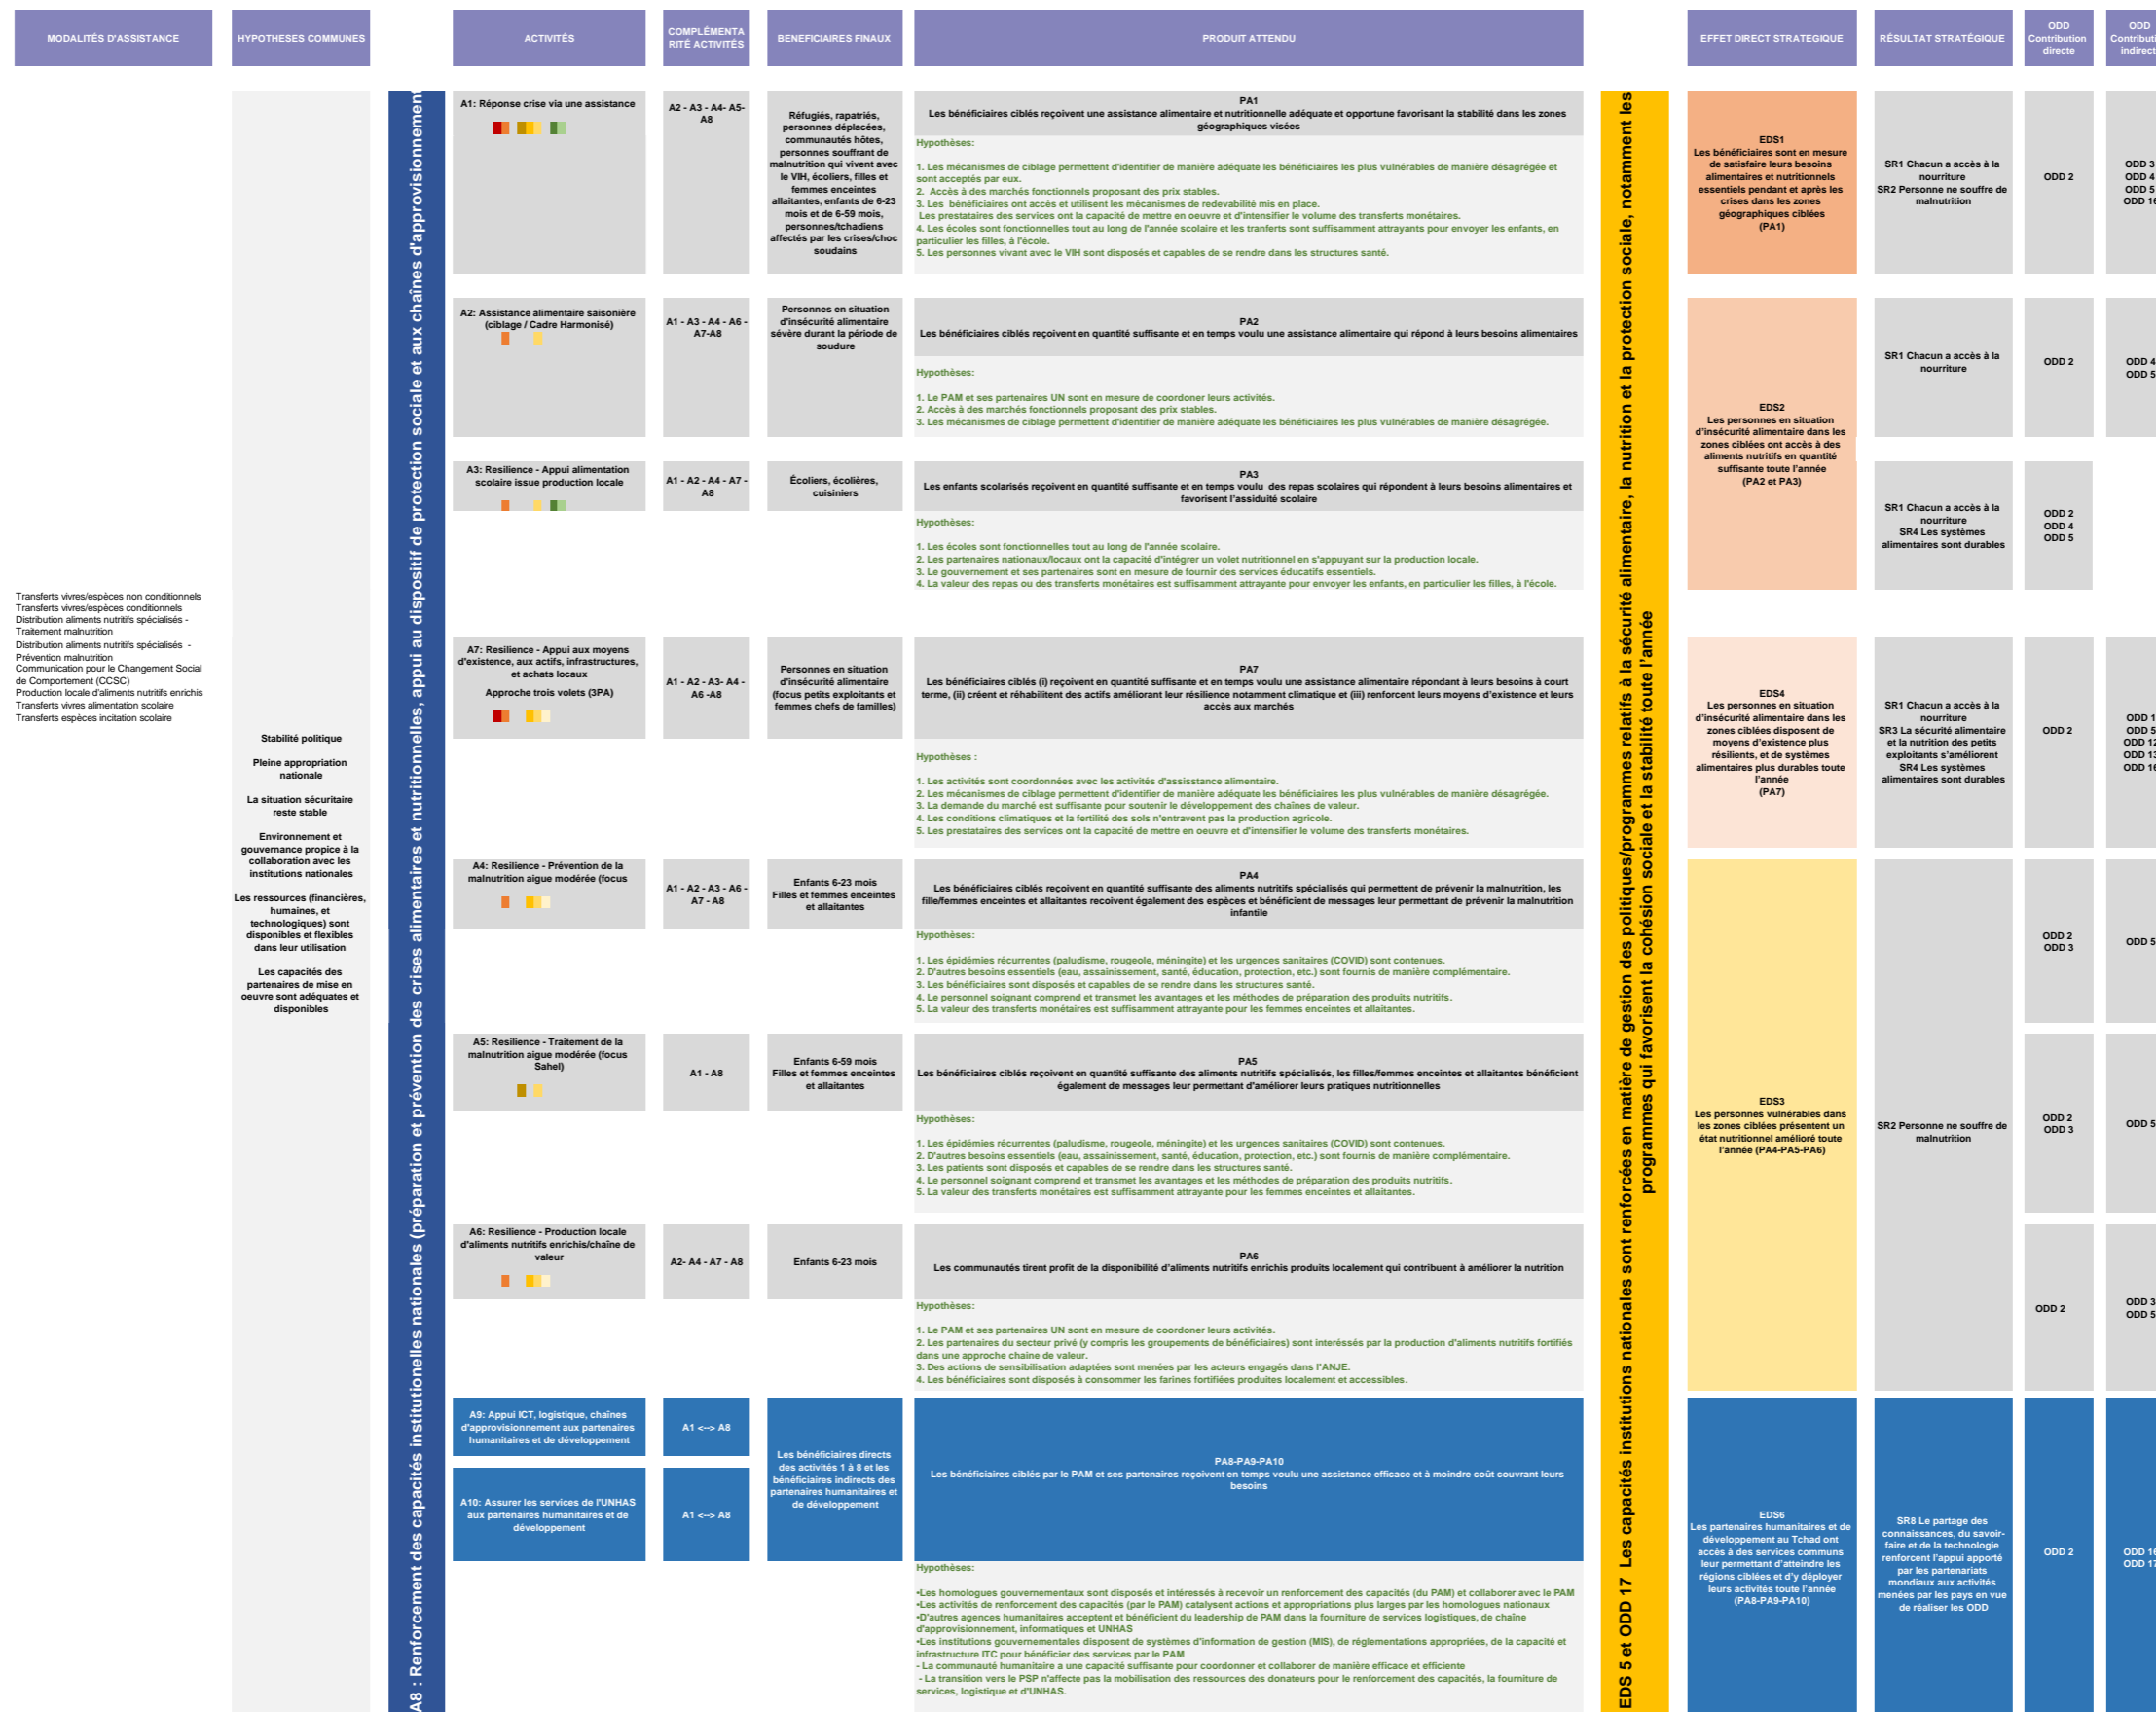 MODALITÉS D'ASSISTANCE
HYPOTHESES COMMUNES
ACTIVITÉS
COMPLÉMENTA
RITÉ ACTIVITÉS
BENEFICIAIRES FINAUX
PRODUIT ATTENDU
EFFET DIRECT STRATEGIQUE
RÉSULTAT STRATÉGIQUE
ODD
Contribution
directe
ODD
Contributi
indirect
Transferts vivres/espèces non conditionnels
Transferts vivres/espèces conditionnels
Distribution aliments nutritifs spécialisés -
Traitement malnutrition
Distribution aliments nutritifs spécialisés -
Prévention malnutrition
Communication pour le Changement Social
de Comportement (CCSC)
Production locale d'aliments nutritifs enrichis
Transferts vivres alimentation scolaire
Transferts espèces incitation scolaire
Stabilité politique
Pleine appropriation
nationale
La situation sécuritaire
reste stable
Environnement et
gouvernance propice à la
collaboration avec les
institutions nationales
Les ressources (financières,
humaines, et
technologiques) sont
disponibles et flexibles
dans leur utilisation
Les capacités des
partenaires de mise en
oeuvre sont adéquates et
disponibles
A8 : Renforcement des capacités institutionelles nationales (préparation et prévention des crises alimentaires et nutritionnelles, appui au dispositif de protection sociale et aux chaînes d'approvisionnement
A1: Réponse crise via une assistance
A2 - A3 - A4- A5-
A8
Réfugiés, rapatriés,
personnes déplacées,
communautés hôtes,
personnes souffrant de
malnutrition qui vivent avec
le VIH, écoliers, filles et
femmes enceintes
allaitantes, enfants de 6-23
mois et de 6-59 mois,
personnes/tchadiens
affectés par les crises/choc
soudains
PA1
Les bénéficiaires ciblés reçoivent une assistance alimentaire et nutritionnelle adéquate et opportune favorisant la stabilité dans les zones
géographiques visées
Hypothèses:
1. Les mécanismes de ciblage permettent d'identifier de manière adéquate les bénéficiaires les plus vulnérables de manière désagrégée et
sont acceptés par eux.
2. Accès à des marchés fonctionnels proposant des prix stables.
3. Les bénéficiaires ont accès et utilisent les mécanismes de redevabilité mis en place.
Les prestataires des services ont la capacité de mettre en oeuvre et d'intensifier le volume des transferts monétaires.
4. Les écoles sont fonctionnelles tout au long de l'année scolaire et les tranferts sont suffisamment attrayants pour envoyer les enfants, en
particulier les filles, à l'école.
5. Les personnes vivant avec le VIH sont disposés et capables de se rendre dans les structures santé.
A2: Assistance alimentaire saisonière
(ciblage / Cadre Harmonisé)
A1 - A3 - A4 - A6 -
A7-A8
Personnes en situation
d'insécurité alimentaire
sévère durant la période de
soudure
PA2
Les bénéficiaires ciblés reçoivent en quantité suffisante et en temps voulu une assistance alimentaire qui répond à leurs besoins alimentaires
Hypothèses:
1. Le PAM et ses partenaires UN sont en mesure de coordoner leurs activités.
2. Accès à des marchés fonctionnels proposant des prix stables.
3. Les mécanismes de ciblage permettent d'identifier de manière adéquate les bénéficiaires les plus vulnérables de manière désagrégée.
A3: Resilience - Appui alimentation
scolaire issue production locale
A1 - A2 - A4 - A7 -
A8
Écoliers, écolières,
cuisiniers
PA3
Les enfants scolarisés reçoivent en quantité suffisante et en temps voulu des repas scolaires qui répondent à leurs besoins alimentaires et
favorisent l'assiduité scolaire
Hypothèses:
1. Les écoles sont fonctionnelles tout au long de l'année scolaire.
2. Les partenaires nationaux/locaux ont la capacité d'intégrer un volet nutritionnel en s'appuyant sur la production locale.
3. Le gouvernement et ses partenaires sont en mesure de fournir des services éducatifs essentiels.
4. La valeur des repas ou des transferts monétaires est suffisamment attrayante pour envoyer les enfants, en particulier les filles, à l'école.
A7: Resilience - Appui aux moyens
d'existence, aux actifs, infrastructures,
et achats locaux
Approche trois volets (3PA)
A1 - A2 - A3- A4 -
A6 -A8
Personnes en situation
d'insécurité alimentaire
(focus petits exploitants et
femmes chefs de familles)
PA7
Les bénéficiaires ciblés (i) reçoivent en quantité suffisante et en temps voulu une assistance alimentaire répondant à leurs besoins à court
terme, (ii) créent et réhabilitent des actifs améliorant leur résilience notamment climatique et (iii) renforcent leurs moyens d'existence et leurs
accès aux marchés
Hypothèses :
1. Les activités sont coordonnées avec les activités d'assisstance alimentaire.
2. Les mécanismes de ciblage permettent d'identifier de manière adéquate les bénéficiaires les plus vulnérables de manière désagrégée.
3. La demande du marché est suffisante pour soutenir le développement des chaînes de valeur.
4. Les conditions climatiques et la fertilité des sols n'entravent pas la production agricole.
5. Les prestataires des services ont la capacité de mettre en oeuvre et d'intensifier le volume des transferts monétaires.
A4: Resilience - Prévention de la
malnutrition aigue modérée (focus
A1 - A2 - A3 - A6 -
A7 - A8
Enfants 6-23 mois
Filles et femmes enceintes
et allaitantes
PA4
Les bénéficiaires ciblés reçoivent en quantité suffisante des aliments nutritifs spécialisés qui permettent de prévenir la malnutrition, les
fille/femmes enceintes et allaitantes recoivent également des espèces et bénéficient de messages leur permettant de prévenir la malnutrition
infantile
Hypothèses:
1. Les épidémies récurrentes (paludisme, rougeole, méningite) et les urgences sanitaires (COVID) sont contenues.
2. D'autres besoins essentiels (eau, assainissement, santé, éducation, protection, etc.) sont fournis de manière complémentaire.
3. Les bénéficiaires sont disposés et capables de se rendre dans les structures santé.
4. Le personnel soignant comprend et transmet les avantages et les méthodes de préparation des produits nutritifs.
5. La valeur des transferts monétaires est suffisamment attrayante pour les femmes enceintes et allaitantes.
A5: Resilience - Traitement de la
malnutrition aigue modérée (focus
Sahel)
A1 - A8
Enfants 6-59 mois
Filles et femmes enceintes
et allaitantes
PA5
Les bénéficiaires ciblés reçoivent en quantité suffisante des aliments nutritifs spécialisés, les filles/femmes enceintes et allaitantes bénéficient
également de messages leur permettant d'améliorer leurs pratiques nutritionnelles
Hypothèses:
1. Les épidémies récurrentes (paludisme, rougeole, méningite) et les urgences sanitaires (COVID) sont contenues.
2. D'autres besoins essentiels (eau, assainissement, santé, éducation, protection, etc.) sont fournis de manière complémentaire.
3. Les patients sont disposés et capables de se rendre dans les structures santé.
4. Le personnel soignant comprend et transmet les avantages et les méthodes de préparation des produits nutritifs.
5. La valeur des transferts monétaires est suffisamment attrayante pour les femmes enceintes et allaitantes.
A6: Resilience - Production locale
d'aliments nutritifs enrichis/chaîne de
valeur
A2- A4 - A7 - A8
Enfants 6-23 mois
PA6
Les communautés tirent profit de la disponibilité d'aliments nutritifs enrichis produits localement qui contribuent à améliorer la nutrition
Hypothèses:
1. Le PAM et ses partenaires UN sont en mesure de coordoner leurs activités.
2. Les partenaires du secteur privé (y compris les groupements de bénéficiaires) sont interéssés par la production d'aliments nutritifs fortifiés
dans une approche chaine de valeur.
3. Des actions de sensibilisation adaptées sont menées par les acteurs engagés dans l'ANJE.
4. Les bénéficiaires sont disposés à consommer les farines fortifiées produites localement et accessibles.
A9: Appui ICT, logistique, chaînes
d'approvisionnement aux partenaires
humanitaires et de développement
A1 <--> A8
A10: Assurer les services de l'UNHAS
aux partenaires humanitaires et de
développement
A1 <--> A8
Les bénéficiaires directs
des activités 1 à 8 et les
bénéficiaires indirects des
partenaires humanitaires et
de développement
PA8-PA9-PA10
Les bénéficiaires ciblés par le PAM et ses partenaires reçoivent en temps voulu une assistance efficace et à moindre coût couvrant leurs
besoins
Hypothèses:
•Les homologues gouvernementaux sont disposés et intéressés à recevoir un renforcement des capacités (du PAM) et collaborer avec le PAM
•Les activités de renforcement des capacités (par le PAM) catalysent actions et appropriations plus larges par les homologues nationaux
•D'autres agences humanitaires acceptent et bénéficient du leadership de PAM dans la fourniture de services logistiques, de chaîne
d'approvisionnement, informatiques et UNHAS
•Les institutions gouvernementales disposent de systèmes d'information de gestion (MIS), de réglementations appropriées, de la capacité et
infrastructure ITC pour bénéficier des services par le PAM
- La communauté humanitaire a une capacité suffisante pour coordonner et collaborer de manière efficace et efficiente
- La transition vers le PSP n'affecte pas la mobilisation des ressources des donateurs pour le renforcement des capacités, la fourniture de
services, logistique et d'UNHAS.
EDS 5 et ODD 17 Les capacités institutions nationales sont renforcées en matière de gestion des politiques/programmes relatifs à la sécurité alimentaire, la nutrition et la protection sociale, notamment les
programmes qui favorisent la cohésion sociale et la stabilité toute l'année
EDS1
Les bénéficiaires sont en mesure
de satisfaire leurs besoins
alimentaires et nutritionnels
essentiels pendant et après les
crises dans les zones
géographiques ciblées
(PA1)
SR1 Chacun a accès à la
nourriture
SR2 Personne ne souffre de
malnutrition
ODD 2
ODD 3
ODD 4
ODD 5
ODD 16
EDS2
Les personnes en situation
d'insécurité alimentaire dans les
zones ciblées ont accès à des
aliments nutritifs en quantité
suffisante toute l'année
(PA2 et PA3)
SR1 Chacun a accès à la
nourriture
ODD 2
ODD 4
ODD 5
SR1 Chacun a accès à la
nourriture
SR4 Les systèmes
alimentaires sont durables
ODD 2
ODD 4
ODD 5
EDS4
Les personnes en situation
d'insécurité alimentaire dans les
zones ciblées disposent de
moyens d'existence plus
résilients, et de systèmes
alimentaires plus durables toute
l'année
(PA7)
SR1 Chacun a accès à la
nourriture
SR3 La sécurité alimentaire
et la nutrition des petits
exploitants s'améliorent
SR4 Les systèmes
alimentaires sont durables
ODD 2
ODD 1
ODD 5
ODD 12
ODD 13
ODD 16
EDS3
Les personnes vulnérables dans
les zones ciblées présentent un
état nutritionnel amélioré toute
l'année (PA4-PA5-PA6)
SR2 Personne ne souffre de
malnutrition
ODD 2
ODD 3
ODD 5
ODD 2
ODD 3
ODD 5
ODD 2
ODD 3
ODD 5
EDS6
Les partenaires humanitaires et de
développement au Tchad ont
accès à des services communs
leur permettant d'atteindre les
régions ciblées et d'y déployer
leurs activités toute l'année
(PA8-PA9-PA10)
SR8 Le partage des
connaissances, du savoir-
faire et de la technologie
renforcent l'appui apporté
par les partenariats
mondiaux aux activités
menées par les pays en vue
de réaliser les ODD
ODD 2
ODD 16
ODD 17